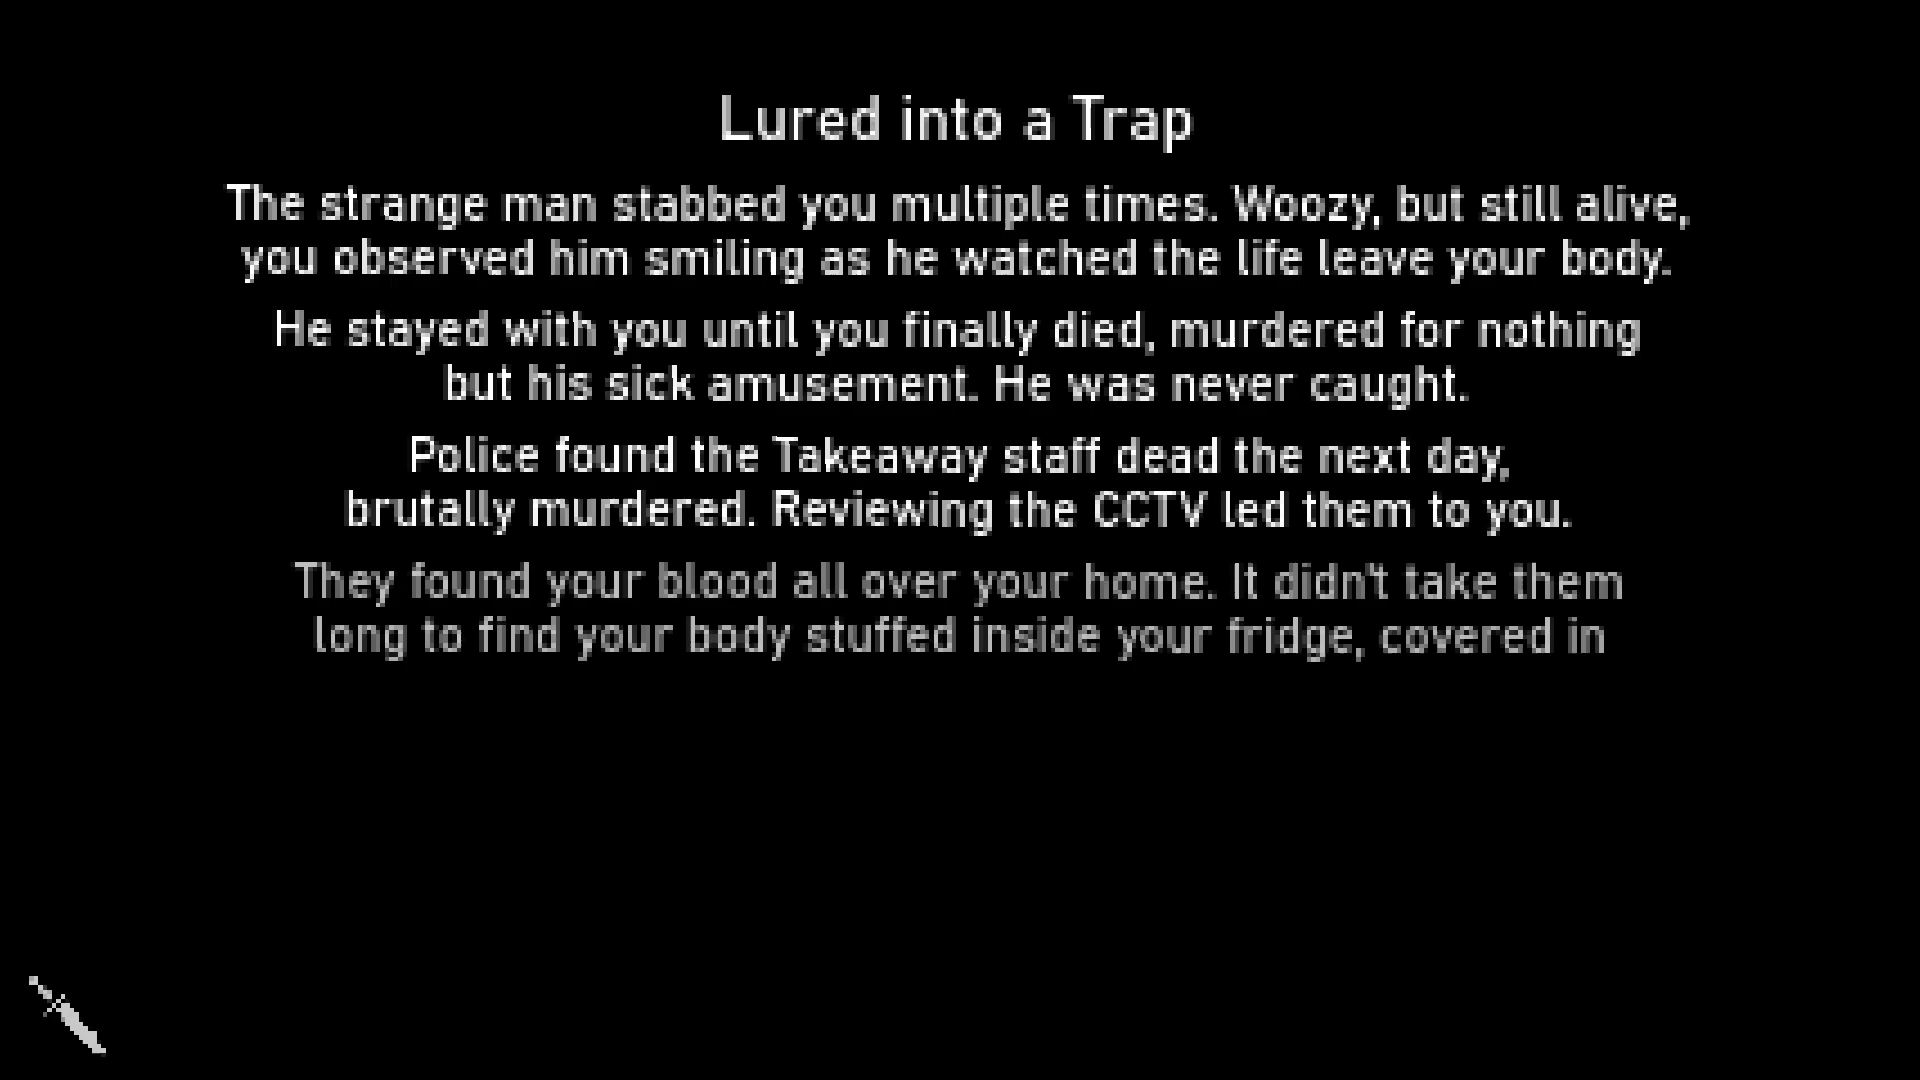 Lured into a Trap
The strange man stabbed you multiple times. Woozy, but still alive,
you observed him smiling as he watched the life leave your body.
He stayed with you until you finally died, murdered for nothing
but his sick amusement. He was never caught.
Police found the Takeaway staff dead the next day,
brutally murdered. Reviewing the CCTV led them to you.
They found your blood all over your home. It didn't take them
long to find your body stuffed inside your fridge, covered in